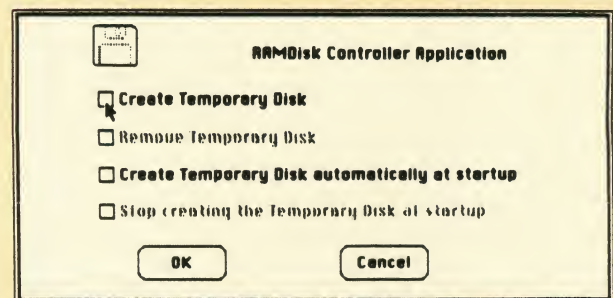 RAMDisk Controller Application
Create Temporary Disk
Remove Temporary Disk
Create Temporary Disk automatically at startup
Stop creating the Temporary Disk at startup
OK
Cancel